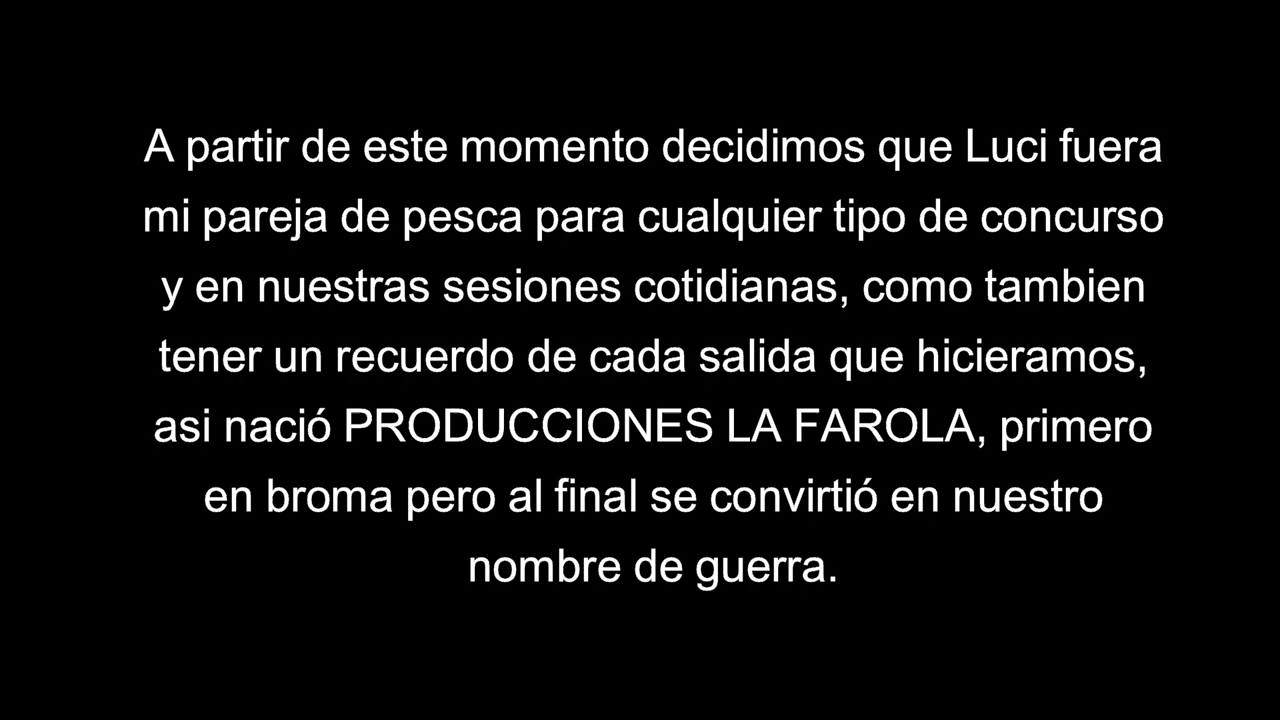 A partir de este momento decidimos que Luci fuera
mi pareja de pesca para cualquier tipo de concurso
y en nuestras sesiones cotidianas, como tambien
tener un recuerdo de cada salida que hicieramos,
asi nació PRODUCCIONES LA FAROLA, primero
en broma pero al final se convirtió en nuestro
nombre de guerra.